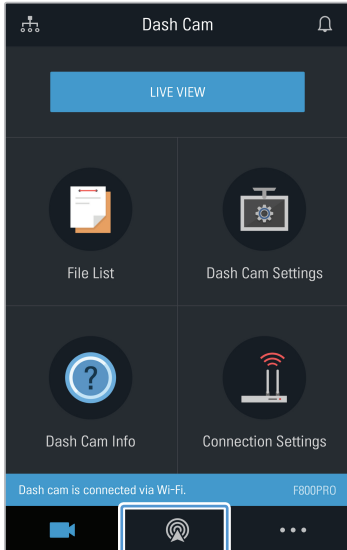 Dash Cam
LIVE VIEW
File List
Dash Cam Settings
?
Dash Cam Info
Connection Settings
Dash cam is connected via Wi-Fi.
F800PRO